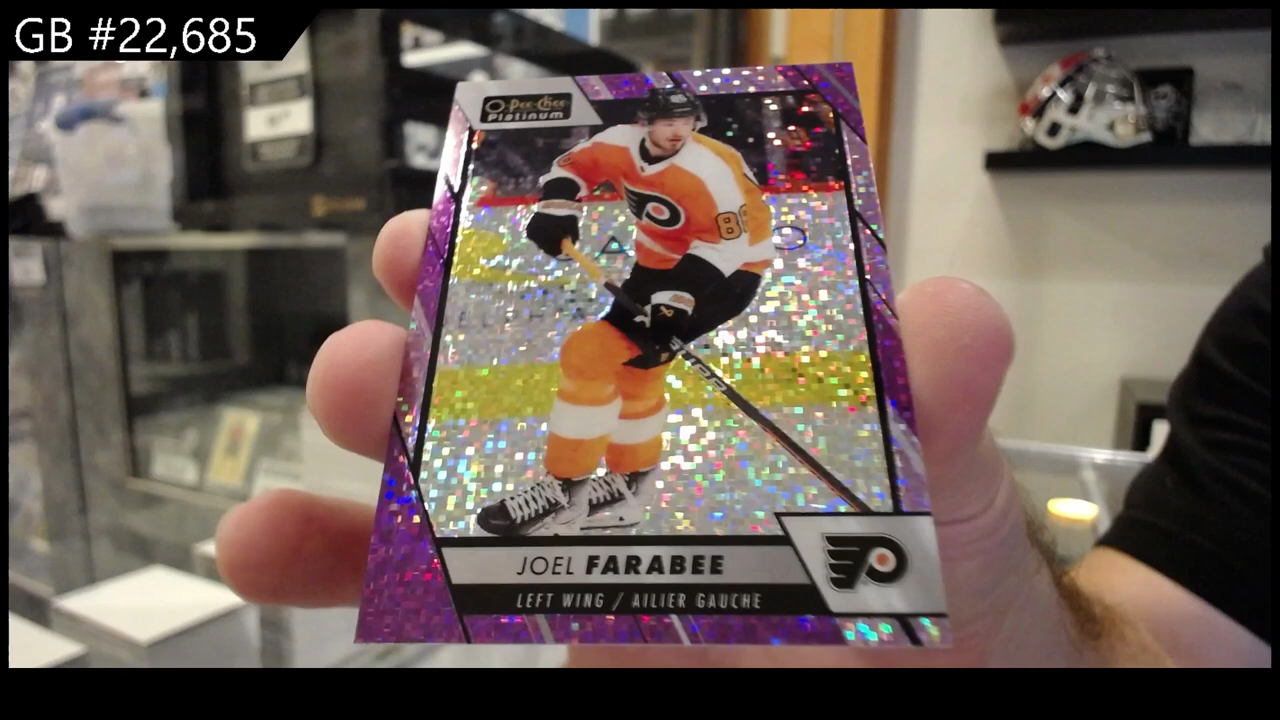 GB #22,685
O-Pee-Chee
Platinum
JOEL FARABEE
LEFT WING / AILIER GAUCHE